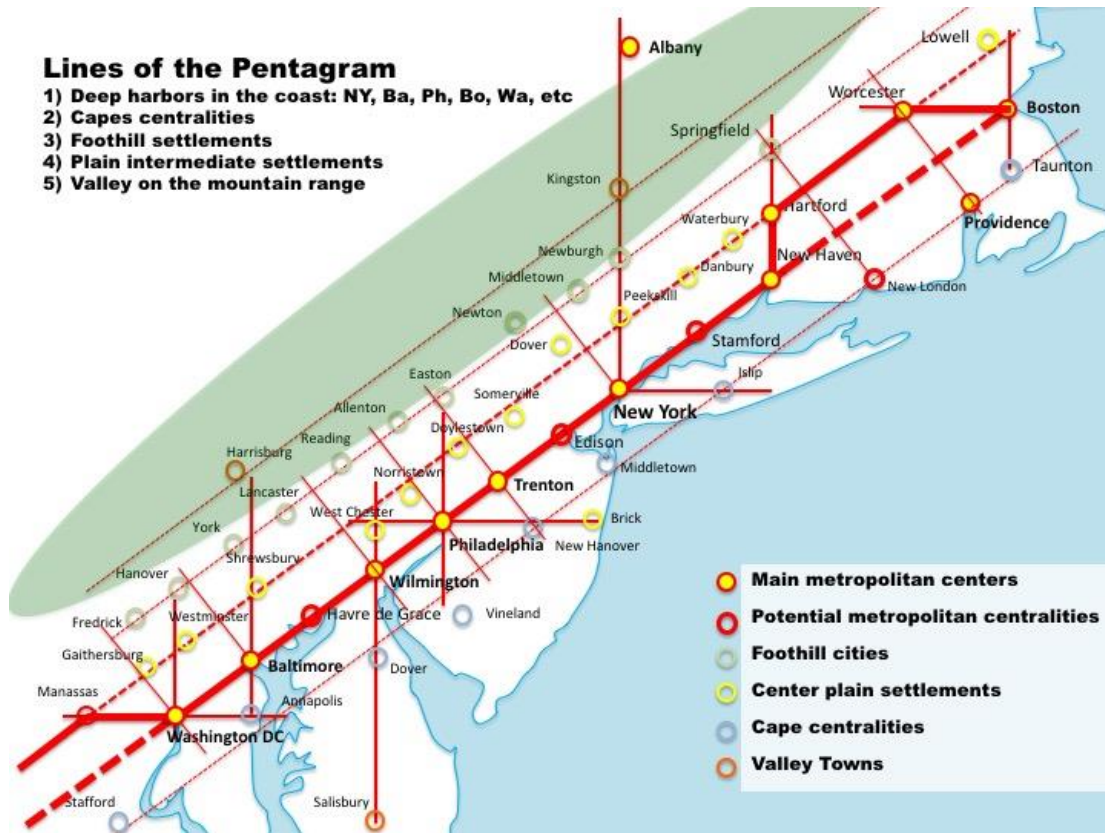 Lines of the Pentagram
1) Deep harbors in the coast: NY, Ba, Ph, Bo, Wa, etc
2) Capes centralities
3) Foothill settlements
4) Plain intermediate settlements
5) Valley on the mountain range
Albany
Lowell
Worcester
Boston
Springfield
Taunton
Kingston
Hartford
Waterbury
Providence
Newburgh
New Haven
Danbury
Middletown
New London
Peekskill
Newton
Dover
Stamford
Islip
Easton
Somerville
New York
Allenton
Doylestown
Edison
Reading
Middletown
Harrisburg
Norristown
Trenton
Lancaster
West Chester
Brick
York
Philadelphia
New Hanover
Shrewsbury
Hanover
Wilmington
Fredrick
Westminster
Havre de Grace
Vineland
Gaithersburg
Baltimore
Dover
Manassas
Annapolis
Washington DC
Stafford
Salisbury
Main metropolitan centers
Potential metropolitan centralities
Foothill cities
Center plain settlements
Cape centralities
Valley Towns